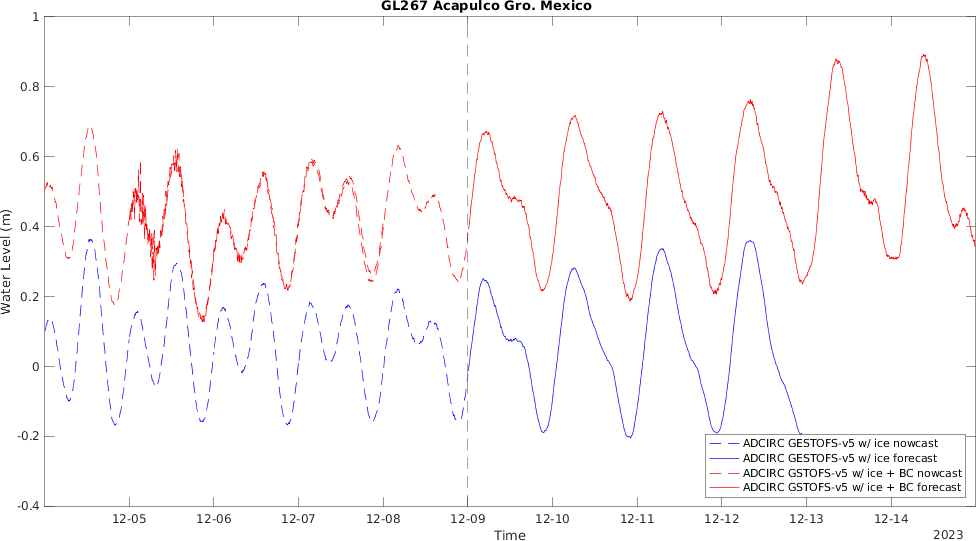 GL267 Acapulco Gro. Mexico
1
0.8
0.6
0.4
0.2
0
-0.2
-0.4
Water Level (m)
12-05 12-06 12-07 12-08 12-09 12-10 12-11 12-12 12-13 12-14
Time
2023
ADCIRC GESTOFS-v5 w/ ice nowcast
ADCIRC GESTOFS-v5 w/ ice forecast
ADCIRC GSTOFS-v5 w/ ice + BC nowcast
ADCIRC GSTOFS-v5 w/ ice + BC forecast